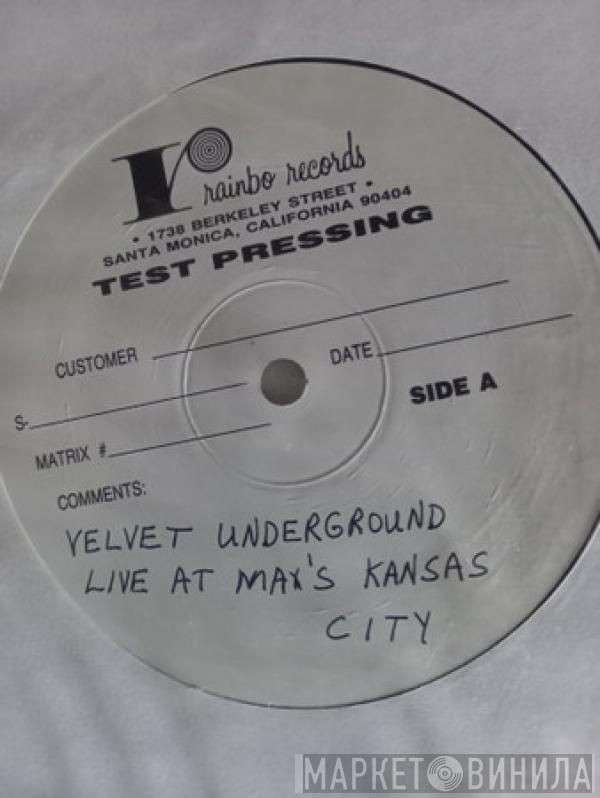 r rainbo records
• 1738 BERKELEY STREET •
SANTA MONICA, CALIFORNIA 90404
TEST PRESSING
CUSTOMER
DATE
S-
SIDE A
MATRIX #
COMMENTS:
VELVET UNDERGROUND
LIVE AT MAX'S KANSAS
CITY
МАРКЕТ ВИНИЛА